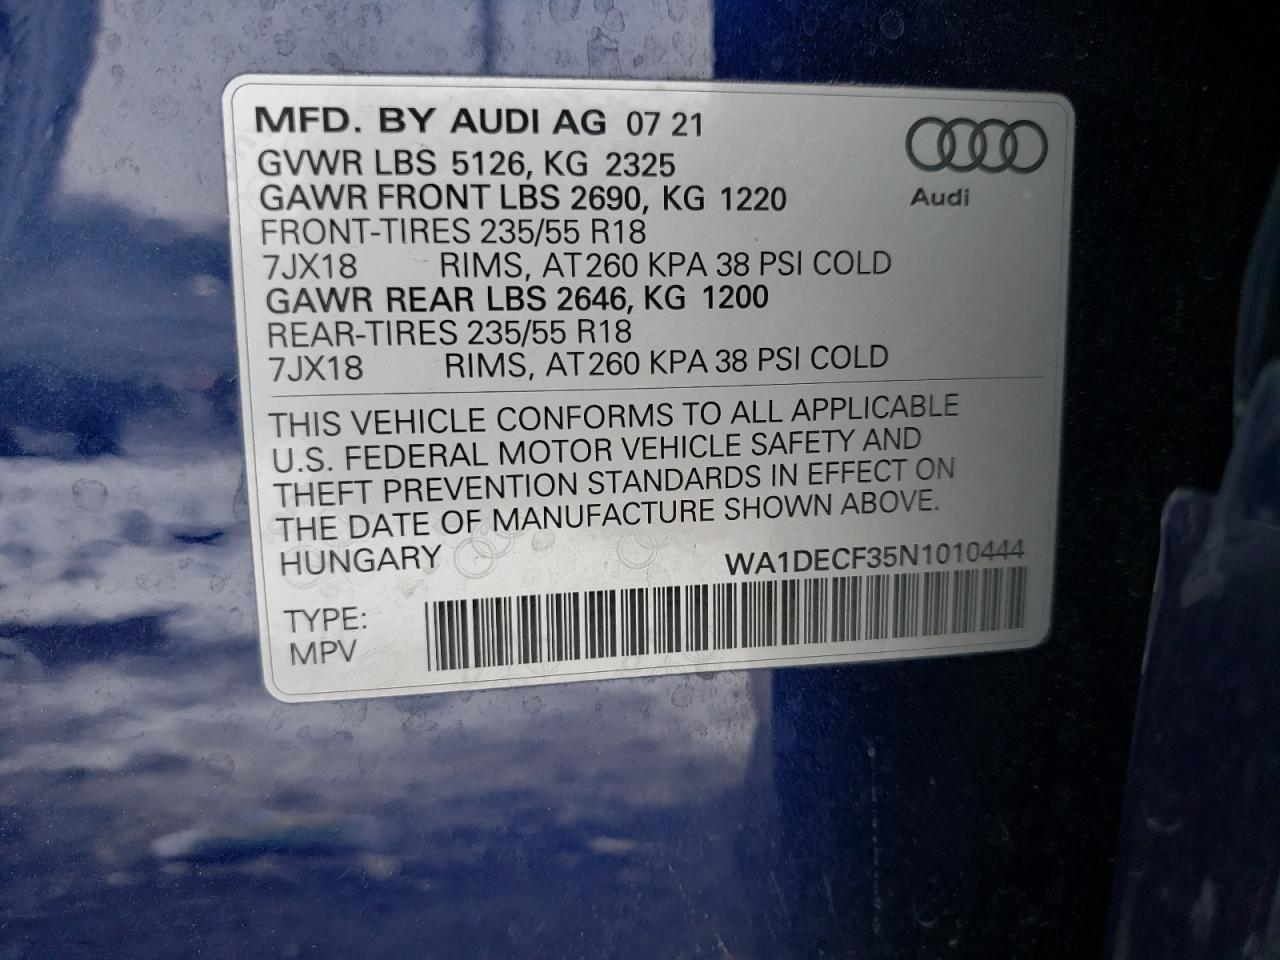 MFD. BY AUDI AG 07 21
GVWR LBS 5126, KG 2325
GAWR FRONT LBS 2690, KG 1220
FRONT-TIRES 235/55 R18
7JX18 RIMS, AT 260 KPA 38 PSI COLD
GAWR REAR LBS 2646, KG 1200
REAR-TIRES 235/55 R18
7JX18 RIMS, AT 260 KPA 38 PSI COLD
Audi
THIS VEHICLE CONFORMS TO ALL APPLICABLE
U.S. FEDERAL MOTOR VEHICLE SAFETY AND
THEFT PREVENTION STANDARDS IN EFFECT ON
THE DATE OF MANUFACTURE SHOWN ABOVE.
HUNGARY WA1DECF35N1010444
TYPE:
MPV